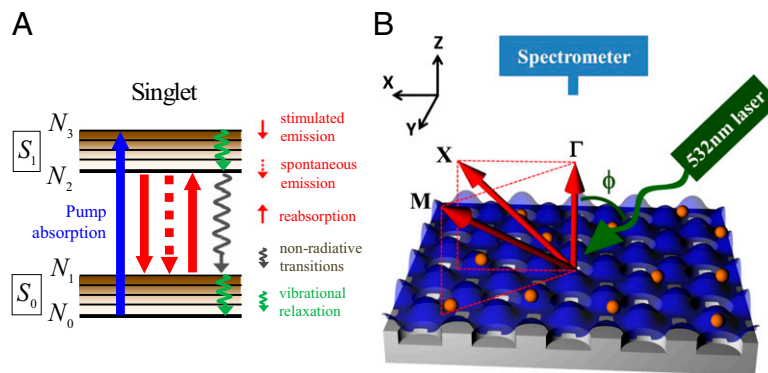 A
Singlet
N3
S1
N2
Pump
absorption
N1
S0
N0
stimulated
emission
spontaneous
emission
reabsorption
non-radiative
transitions
vibrational
relaxation
B
Z
X
Y
Spectrometer
532nm laser
X
Γ
M
ϕ